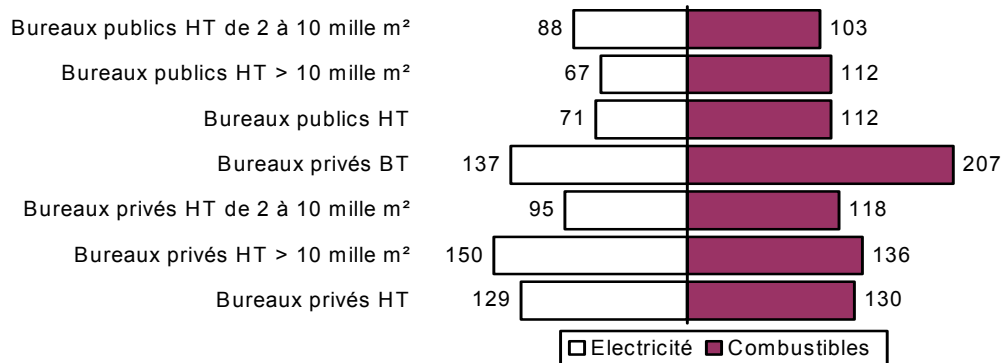 Bureaux publics HT de 2 à 10 mille m² 88 103
Bureaux publics HT > 10 mille m² 67 112
Bureaux publics HT 71 112
Bureaux privés BT 137 207
Bureaux privés HT de 2 à 10 mille m² 95 118
Bureaux privés HT > 10 mille m² 150 136
Bureaux privés HT 129 130
Electricité Combustibles